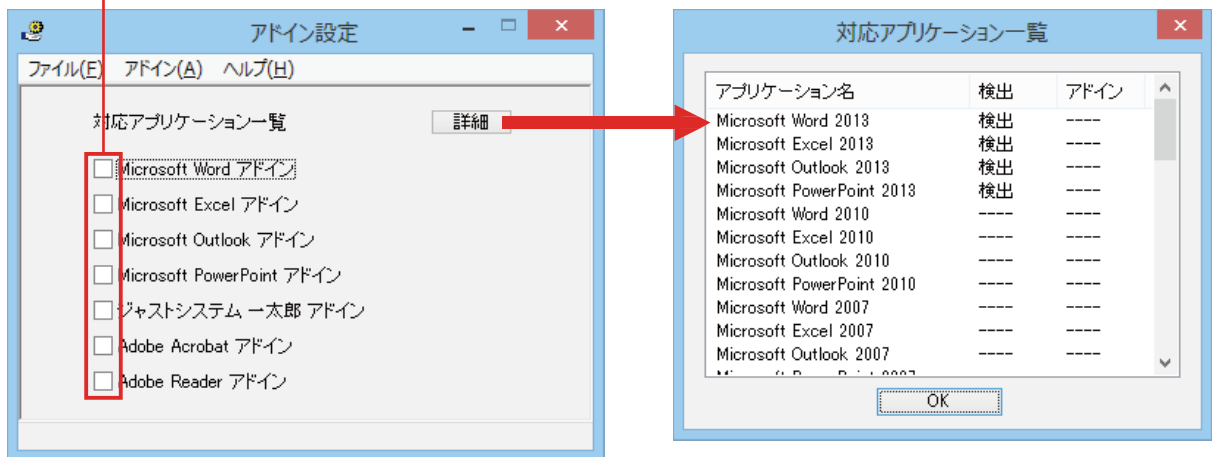 アドイン設定
ファイル(F) アドイン(A) ヘルプ(H)
対応アプリケーション一覧 詳細
Microsoft Word アドイン
Microsoft Excel アドイン
Microsoft Outlook アドイン
Microsoft PowerPoint アドイン
ジャストシステム 一太郎 アドイン
Adobe Acrobat アドイン
Adobe Reader アドイン
対応アプリケーション一覧
アプリケーション名 検出 アドイン
Microsoft Word 2013 検出 ----
Microsoft Excel 2013 検出 ----
Microsoft Outlook 2013 検出 ----
Microsoft PowerPoint 2013 検出 ----
Microsoft Word 2010 ---- ----
Microsoft Excel 2010 ---- ----
Microsoft Outlook 2010 ---- ----
Microsoft PowerPoint 2010 ---- ----
Microsoft Word 2007 ---- ----
Microsoft Excel 2007 ---- ----
Microsoft Outlook 2007 ---- ----
OK